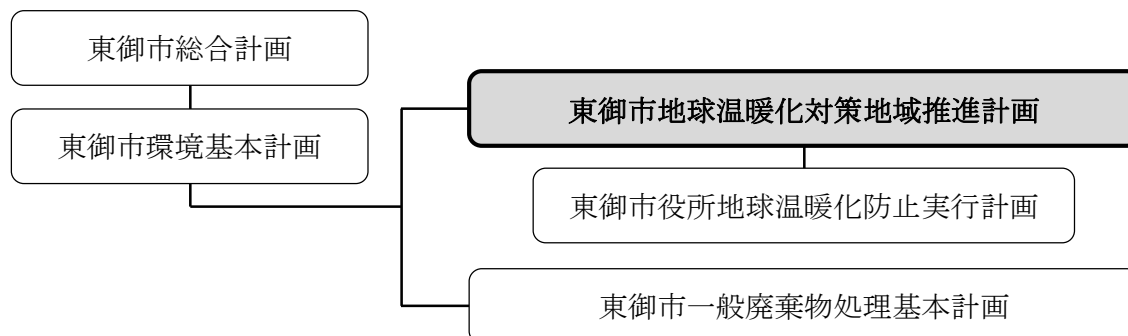 東御市総合計画
東御市環境基本計画
東御市地球温暖化対策地域推進計画
東御市役所地球温暖化防止実行計画
東御市一般廃棄物処理基本計画